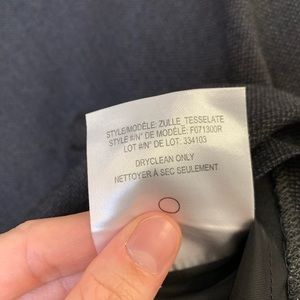 STYLE/MODÈLE: ZULLE_TESSELATE
STYLE #/N° DE MODÈLE: F071300R
LOT #/N° DE LOT: 334103
DRYCLEAN ONLY
NETTOYER À SEC SEULEMENT